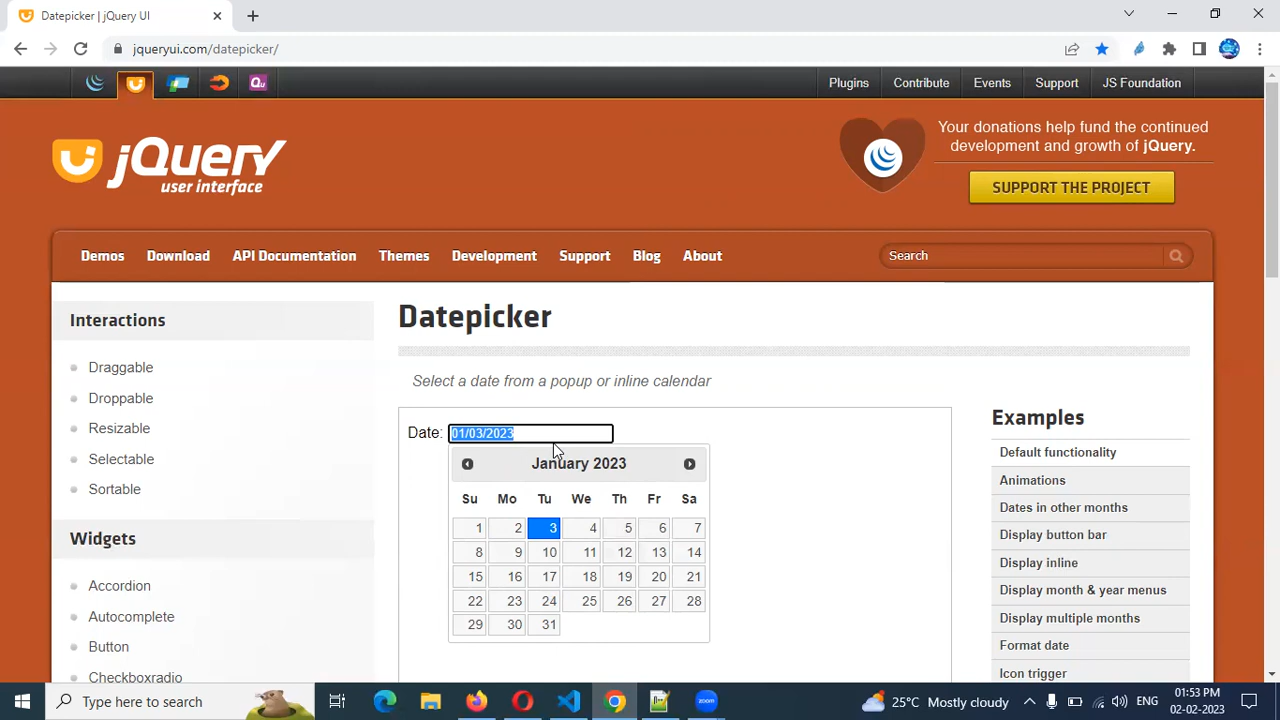 Datepicker | jQuery UI
jqueryui.com/datepicker/
Qu
Plugins
Contribute
Events
Support
JS Foundation
jQuery
user interface
Your donations help fund the continued
development and growth of jQuery.
SUPPORT THE PROJECT
Demos
Download
API Documentation
Themes
Development
Support
Blog
About
Search
Interactions
Draggable
Droppable
Resizable
Selectable
Sortable
Widgets
Accordion
Autocomplete
Button
Checkboxradio
Datepicker
Select a date from a popup or inline calendar
Date: 01/03/2023
January 2023
Su Mo Tu We Th Fr Sa
1 2 3 4 5 6 7
8 9 10 11 12 13 14
15 16 17 18 19 20 21
22 23 24 25 26 27 28
29 30 31
Examples
Default functionality
Animations
Dates in other months
Display button bar
Display inline
Display month & year menus
Display multiple months
Format date
Icon trigger
Type here to search
zoom
25°C Mostly cloudy
ENG
01:53 PM
02-02-2023